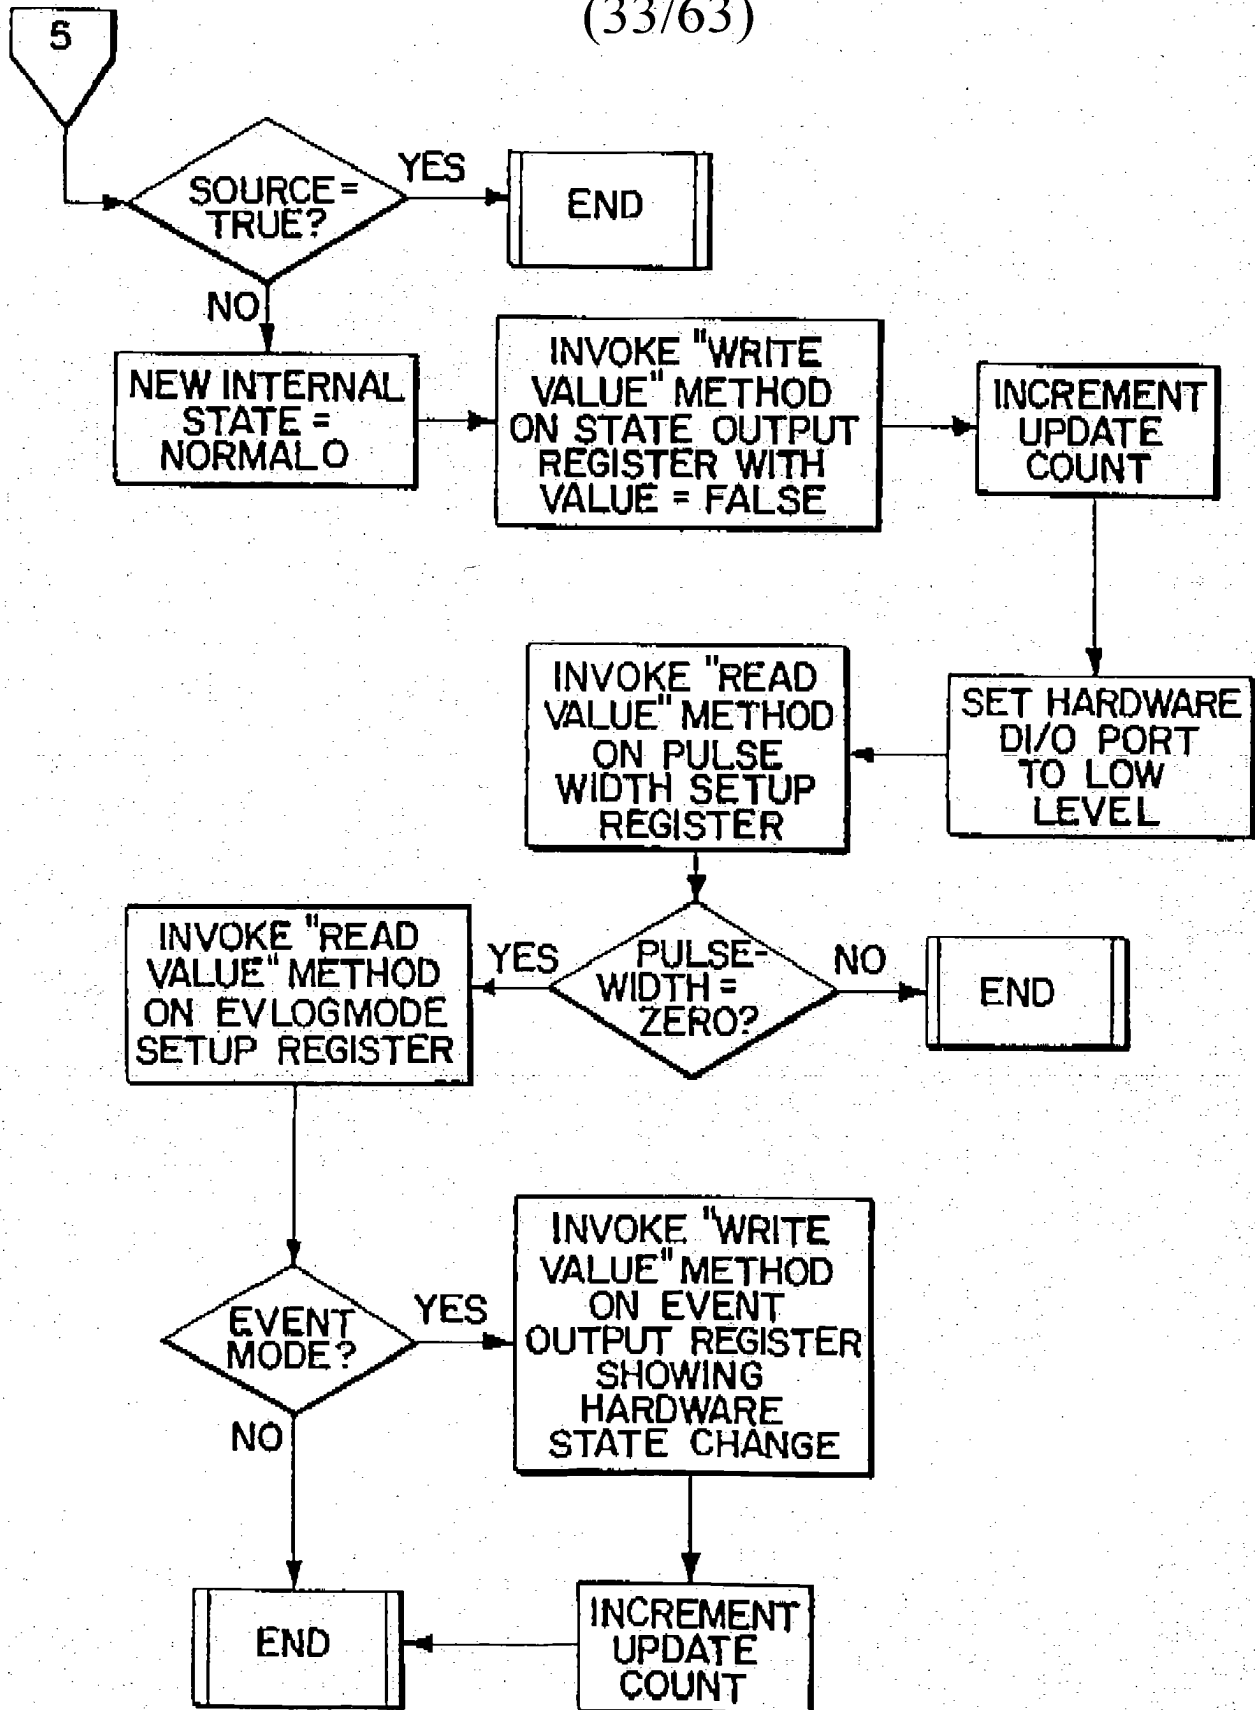 (33/63)
5
SOURCE=
TRUE?
YES
END
NO
NEW INTERNAL
STATE =
NORMAL0
INVOKE "WRITE
VALUE" METHOD
ON STATE OUTPUT
REGISTER WITH
VALUE = FALSE
INCREMENT
UPDATE
COUNT
SET HARDWARE
DI/O PORT
TO LOW
LEVEL
INVOKE "READ
VALUE" METHOD
ON PULSE
WIDTH SETUP
REGISTER
PULSE-
WIDTH =
ZERO?
NO
END
YES
INVOKE "READ
VALUE" METHOD
ON EVLOGMODE
SETUP REGISTER
EVENT
MODE?
YES
INVOKE "WRITE
VALUE" METHOD
ON EVENT
OUTPUT REGISTER
SHOWING
HARDWARE
STATE CHANGE
NO
INCREMENT
UPDATE
COUNT
END